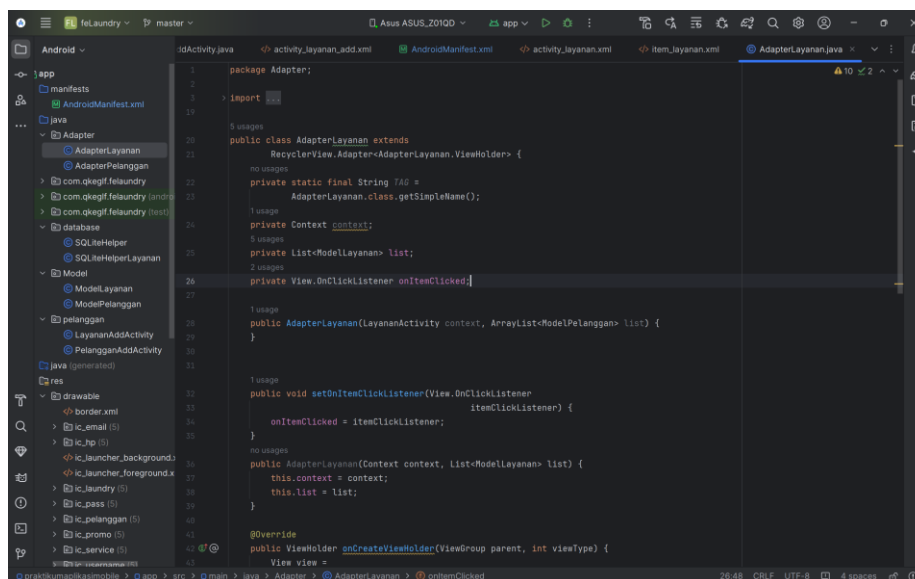 FL feLaundry master Asus ASUS_Z01QD app
Android
ddActivity.java activity_layanan_add.xml AndroidManifest.xml activity_layanan.xml item_layanan.xml AdapterLayanan.java
app
manifests
AndroidManifest.xml
java
Adapter
AdapterLayanan
AdapterPelanggan
com.qkeglf.felaundry
com.qkeglf.felaundry (andro
com.qkeglf.felaundry (test)
database
SQLiteHelper
SQLiteHelperLayanan
Model
ModelLayanan
ModelPelanggan
pelanggan
LayananAddActivity
PelangganAddActivity
java (generated)
res
drawable
border.xml
ic_email (5)
ic_hp (5)
ic_launcher_background.x
ic_launcher_foreground.x
ic_laundry (5)
ic_pass (5)
ic_pelanggan (5)
ic_promo (5)
ic_service (5)
ic_username (5)
10 2
1 package Adapter;
2
3 import ...
19
5 usages
20 public class AdapterLayanan extends
21 RecyclerView.Adapter<AdapterLayanan.ViewHolder> {
no usages
22 private static final String TAG =
23 AdapterLayanan.class.getSimpleName();
1 usage
24 private Context context;
5 usages
25 private List<ModelLayanan> list;
2 usages
26 private View.OnClickListener onItemClicked;
27
1 usage
28 public AdapterLayanan(LayananActivity context, ArrayList<ModelPelanggan> list) {
29 }
30
31
1 usage
32 public void setOnItemClickListener(View.OnClickListener
33 itemClickListener) {
34 onItemClicked = itemClickListener;
35 }
no usages
36 public AdapterLayanan(Context context, List<ModelLayanan> list) {
37 this.context = context;
38 this.list = list;
39 }
40
41 @Override
42 public ViewHolder onCreateViewHolder(ViewGroup parent, int viewType) {
43 View view =
praktikumaplikasimobile > app > src > main > java > Adapter > AdapterLayanan > onItemClicked 26:48 CRLF UTF-8 4 spaces